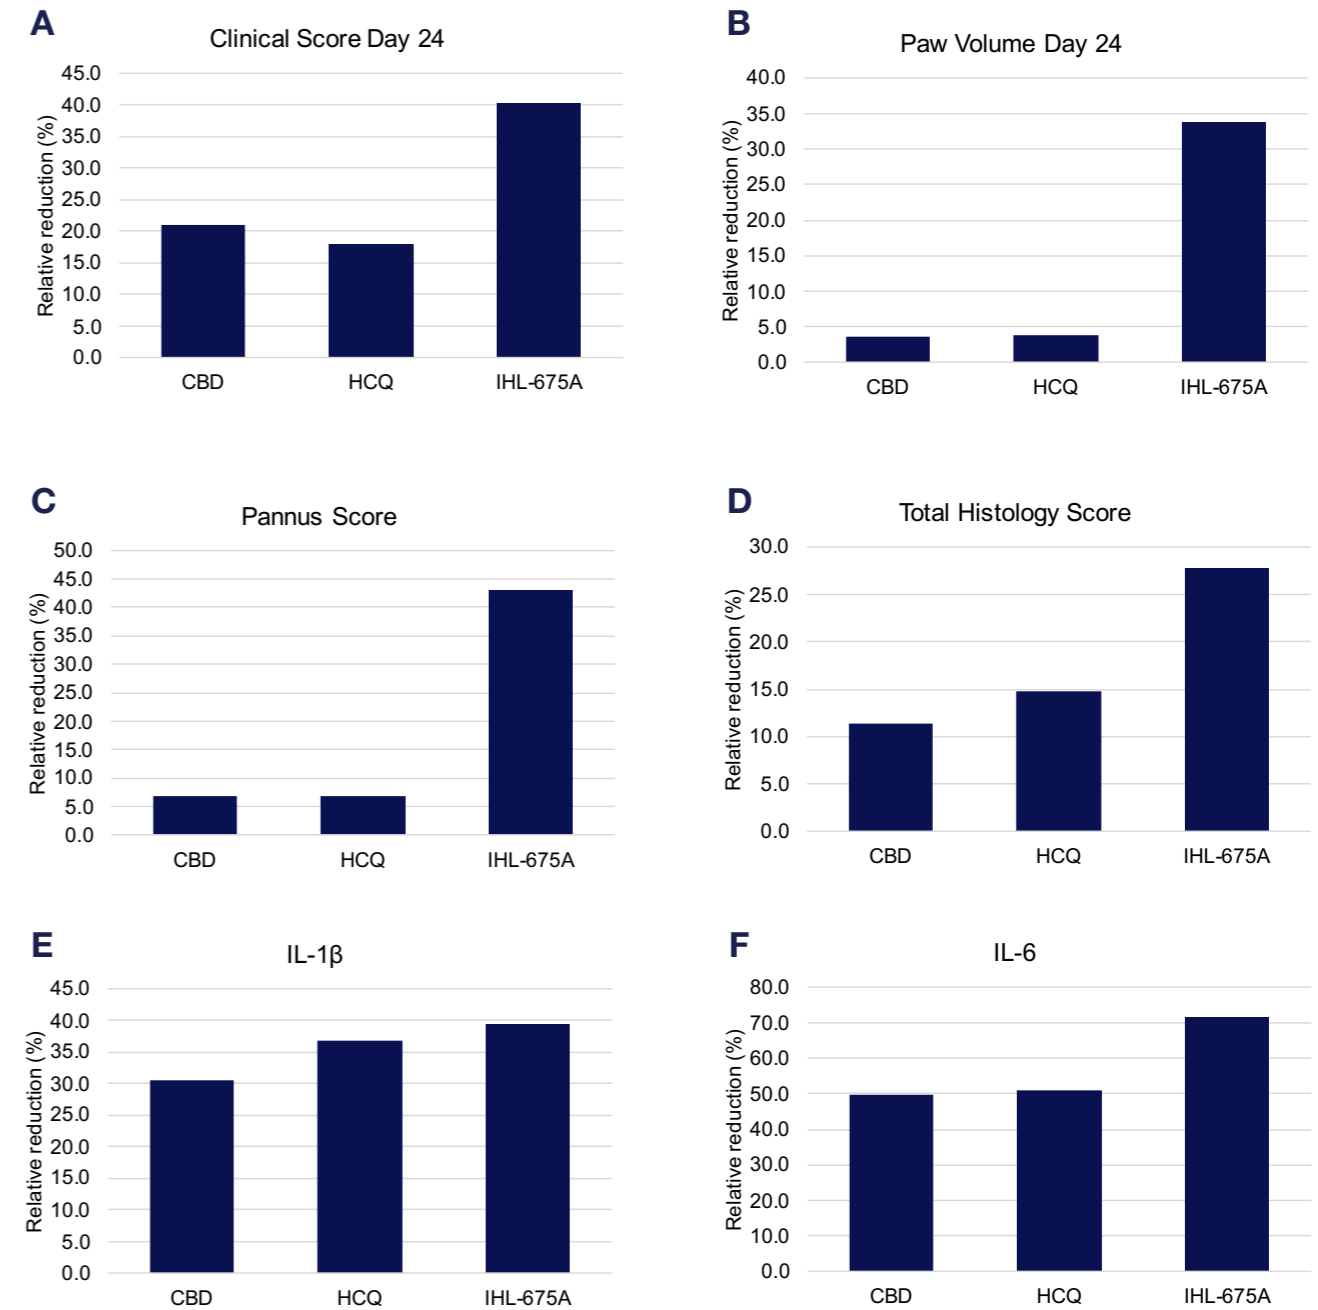 A
Clinical Score Day 24
Relative reduction (%)
45.0
40.0
35.0
30.0
25.0
20.0
15.0
10.0
5.0
0.0
CBD HCQ IHL-675A
B
Paw Volume Day 24
Relative reduction (%)
40.0
35.0
30.0
25.0
20.0
15.0
10.0
5.0
0.0
CBD HCQ IHL-675A
C
Pannus Score
Relative reduction (%)
50.0
45.0
40.0
35.0
30.0
25.0
20.0
15.0
10.0
5.0
0.0
CBD HCQ IHL-675A
D
Total Histology Score
Relative reduction (%)
30.0
25.0
20.0
15.0
10.0
5.0
0.0
CBD HCQ IHL-675A
E
IL-1β
Relative reduction (%)
45.0
40.0
35.0
30.0
25.0
20.0
15.0
10.0
5.0
0.0
CBD HCQ IHL-675A
F
IL-6
Relative reduction (%)
80.0
70.0
60.0
50.0
40.0
30.0
20.0
10.0
0.0
CBD HCQ IHL-675A